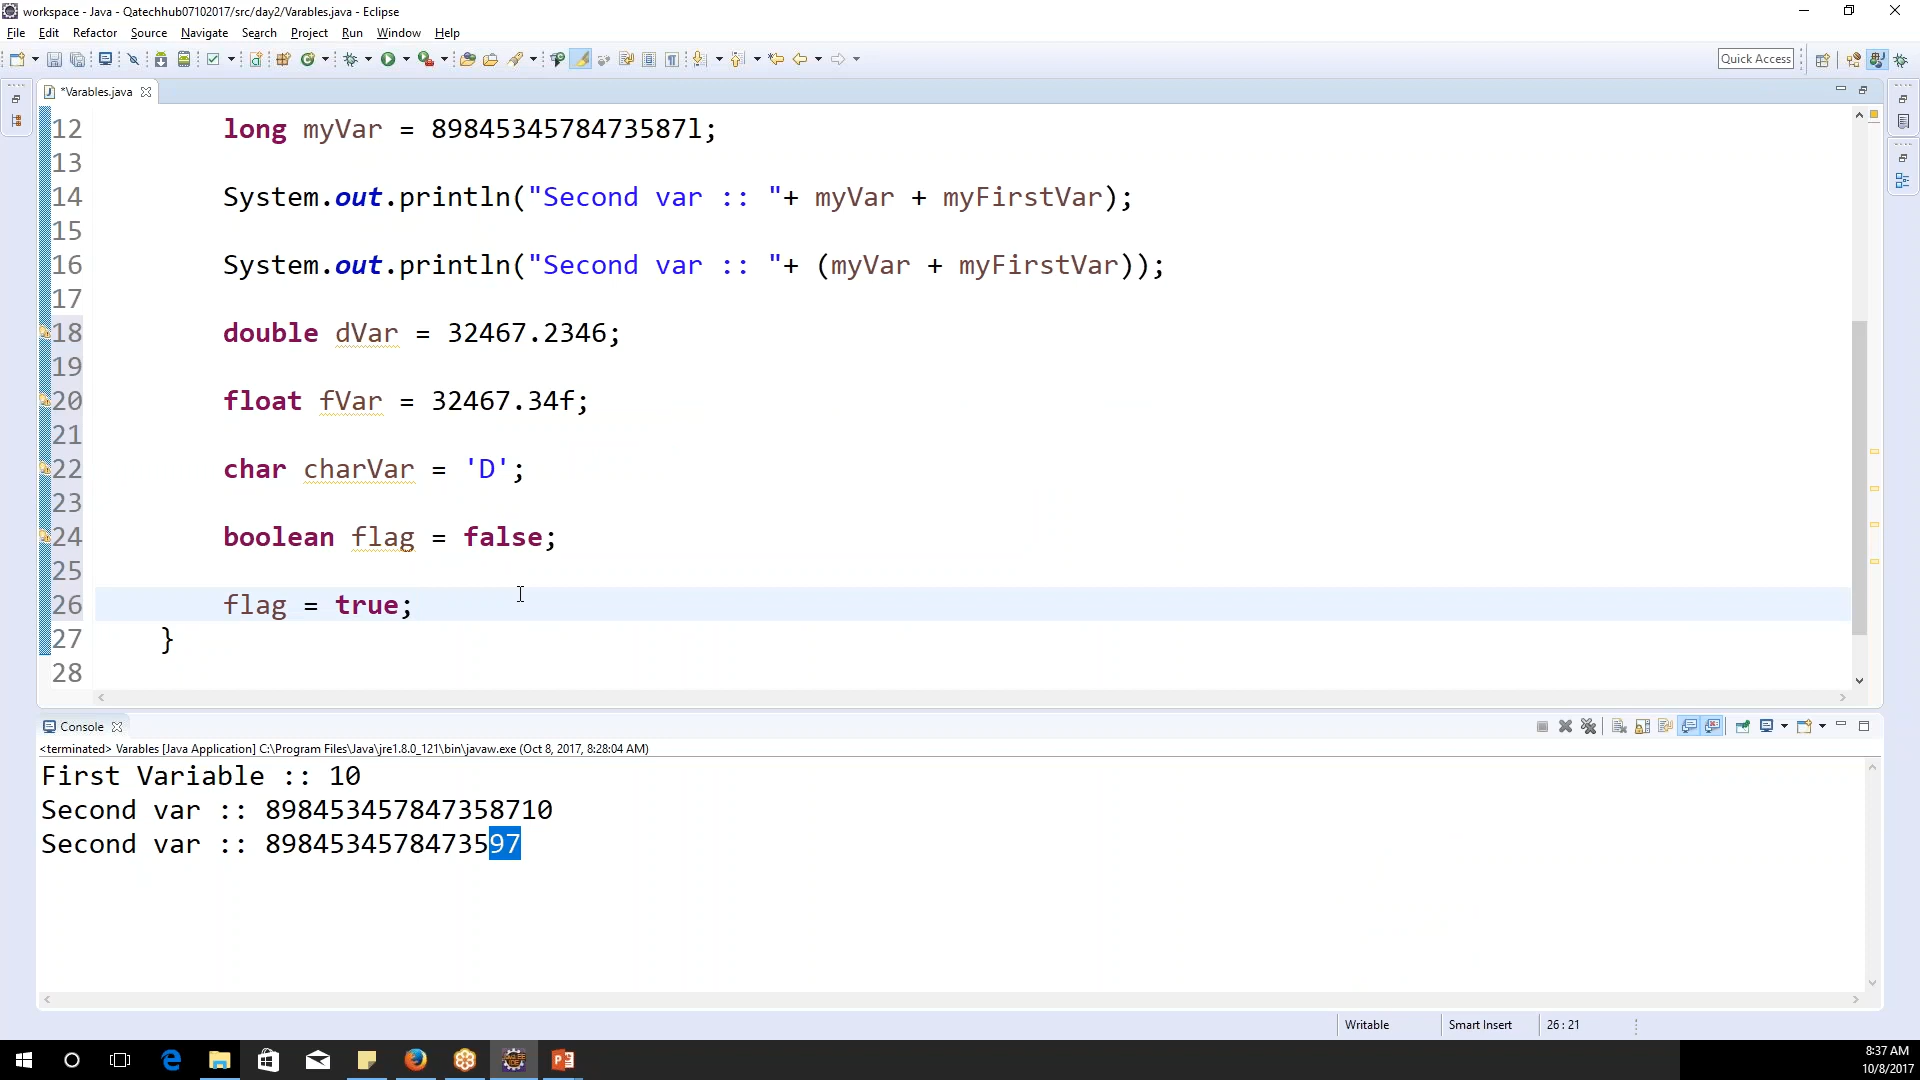 workspace - Java - Qatechhub07102017/src/day2/Varables.java - Eclipse
File Edit Refactor Source Navigate Search Project Run Window Help
Quick Access
*Varables.java
12 long myVar = 89845345784735871l;
13
14 System.out.println("Second var :: "+ myVar + myFirstVar);
15
16 System.out.println("Second var :: "+ (myVar + myFirstVar));
17
18 double dVar = 32467.2346;
19
20 float fVar = 32467.34f;
21
22 char charVar = 'D';
23
24 boolean flag = false;
25
26 flag = true;
27 }
28
Console
<terminated> Varables [Java Application] C:\Program Files\Java\jre1.8.0_121\bin\javaw.exe (Oct 8, 2017, 8:28:04 AM)
First Variable :: 10
Second var :: 898453457847358710
Second var :: 8984534578473597
Writable Smart Insert 26 : 21
8:37 AM
10/8/2017